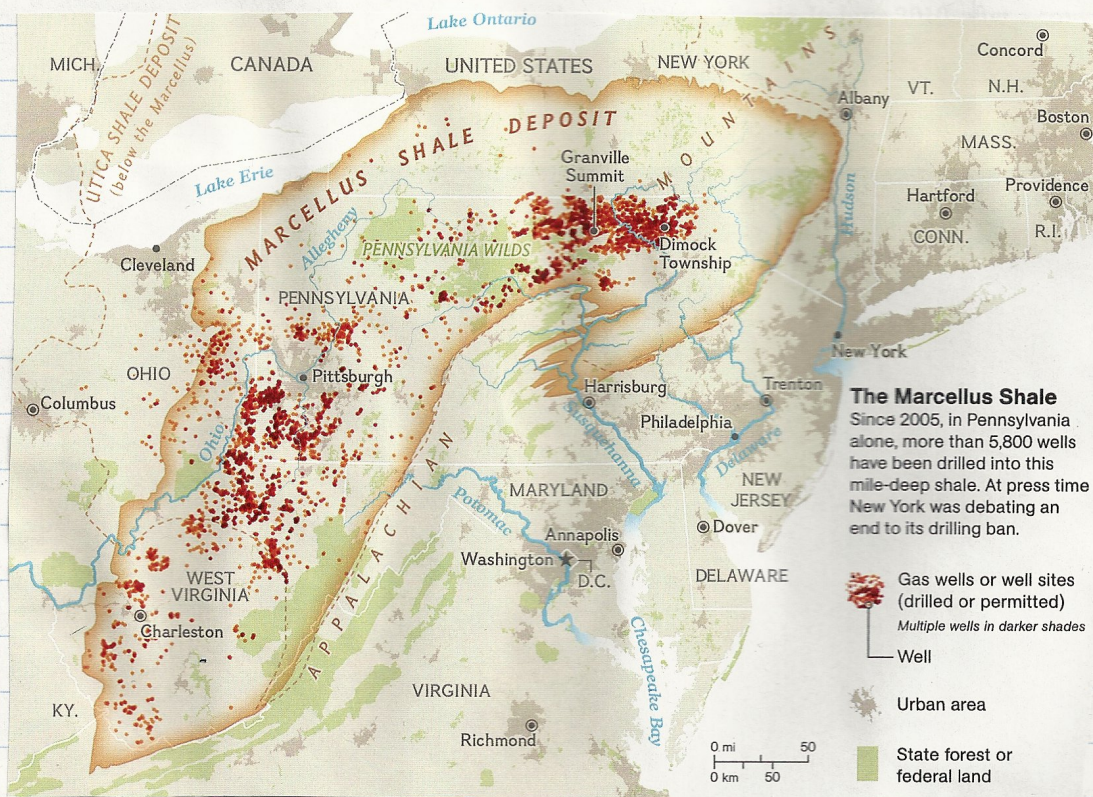 Lake Ontario
MICH.
CANADA
UNITED STATES
NEW YORK
Concord
VT.
N.H.
Albany
Boston
MASS.
UTICA SHALE DEPOSIT
(below the Marcellus)
MARCELLUS SHALE DEPOSIT
Granville
Summit
Lake Erie
Hartford
Providence
CONN.
R.I.
Hudson
Allegheny
PENNSYLVANIA WILDS
Dimock
Township
Cleveland
PENNSYLVANIA
New York
OHIO
Pittsburgh
Columbus
Harrisburg
Trenton
Philadelphia
Ohio
Susquehanna
Delaware
The Marcellus Shale
Since 2005, in Pennsylvania
alone, more than 5,800 wells
have been drilled into this
mile-deep shale. At press time
New York was debating an
end to its drilling ban.
APPALACHIAN MOUNTAINS
Potomac
MARYLAND
NEW
JERSEY
Annapolis
Dover
Washington
D.C.
DELAWARE
WEST
VIRGINIA
Charleston
Gas wells or well sites
(drilled or permitted)
Multiple wells in darker shades
Well
Chesapeake Bay
VIRGINIA
KY.
Richmond
Urban area
State forest or
federal land
0 mi 50
0 km 50